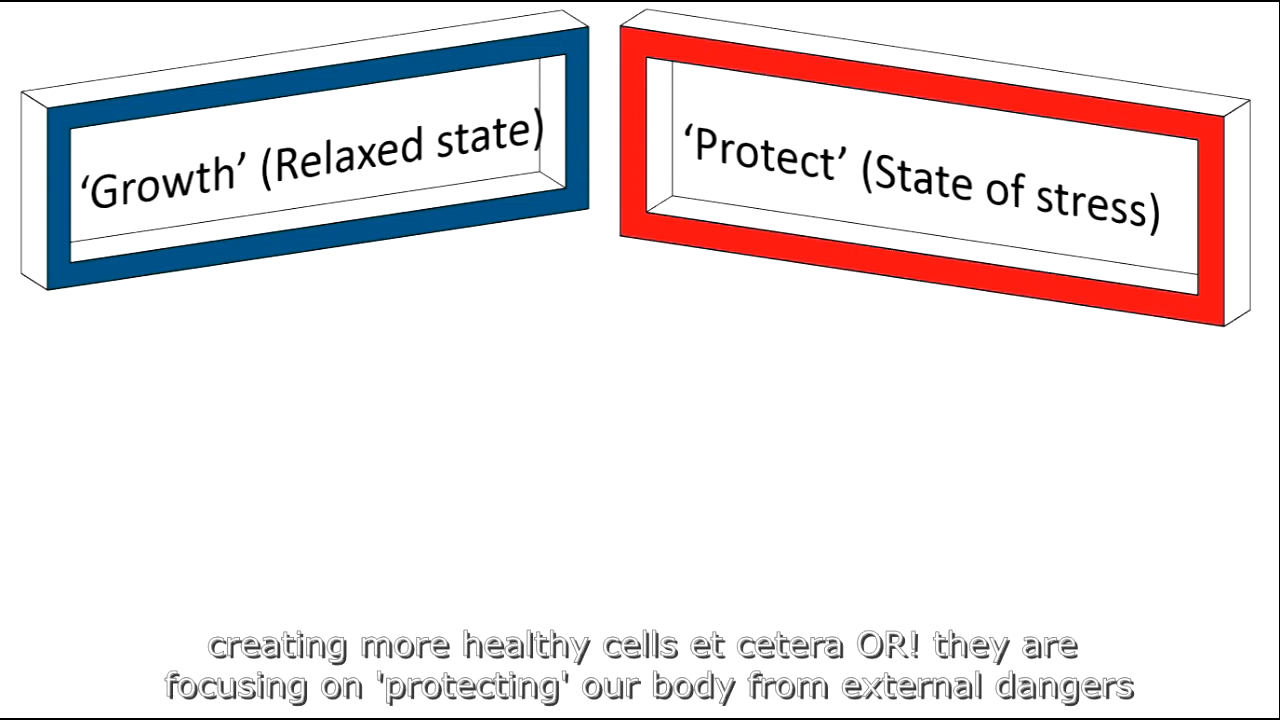 ‘Growth’ (Relaxed state)
‘Protect’ (State of stress)
creating more healthy cells et cetera OR! they are
focusing on 'protecting' our body from external dangers